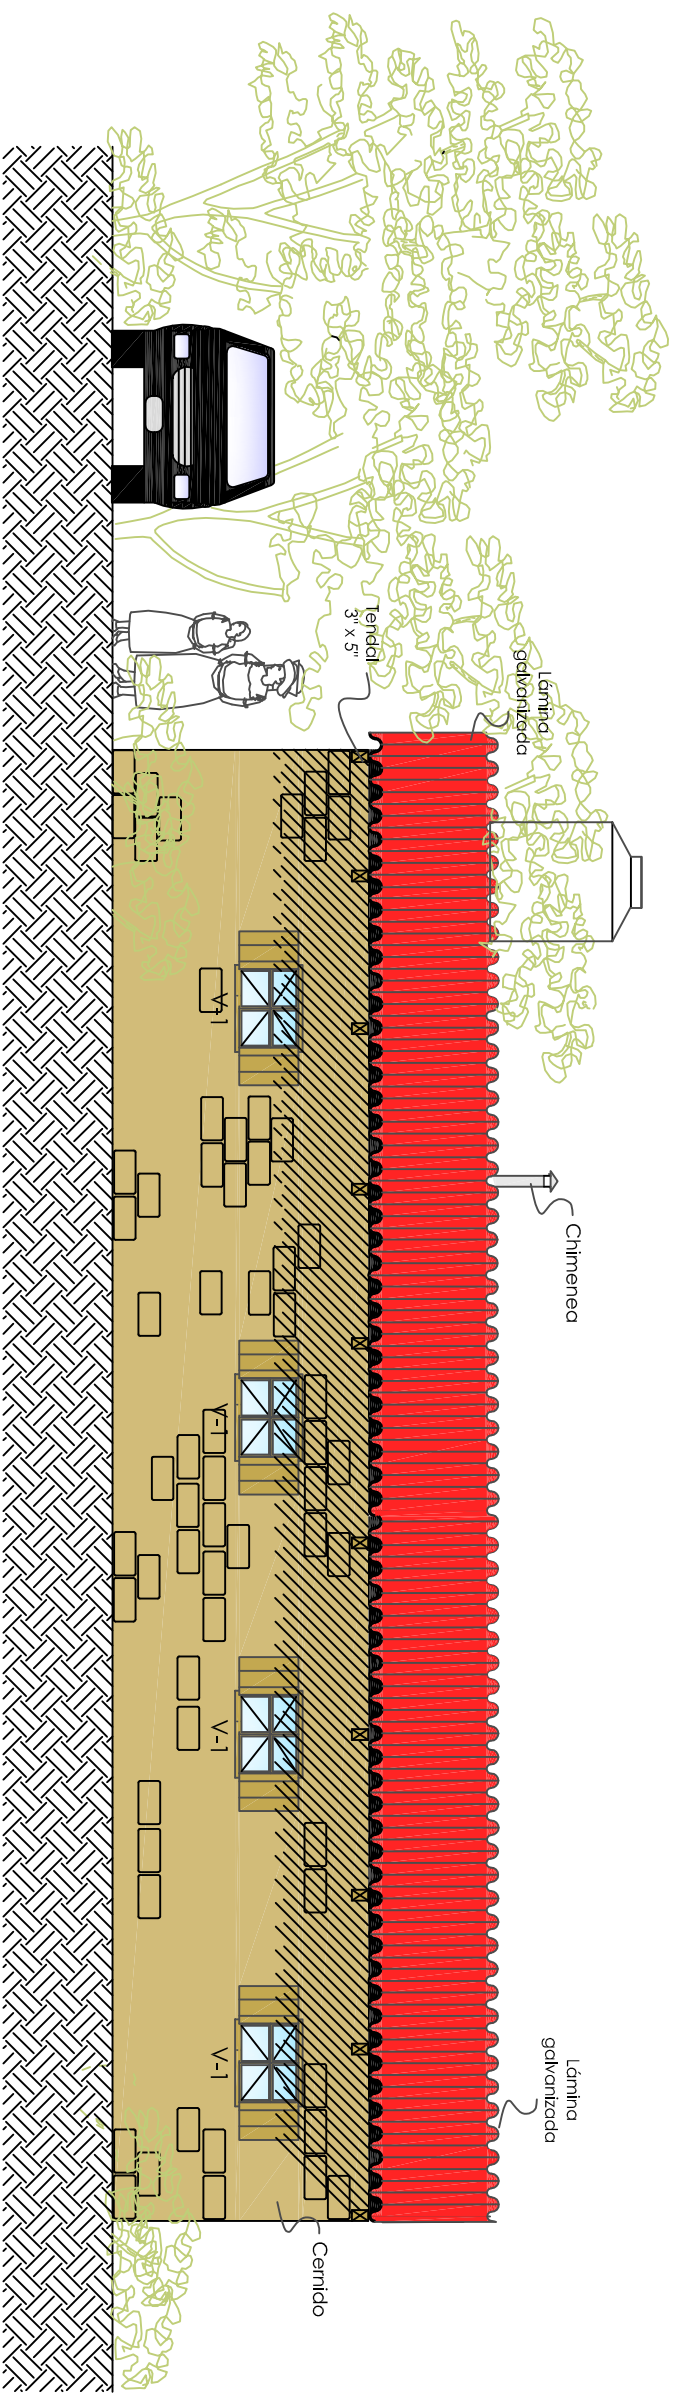 Lámina
galvanizada
Tendal
3" x 5"
Chimenea
Lámina
galvanizada
V-1
V-1
V-1
V-1
Cernido